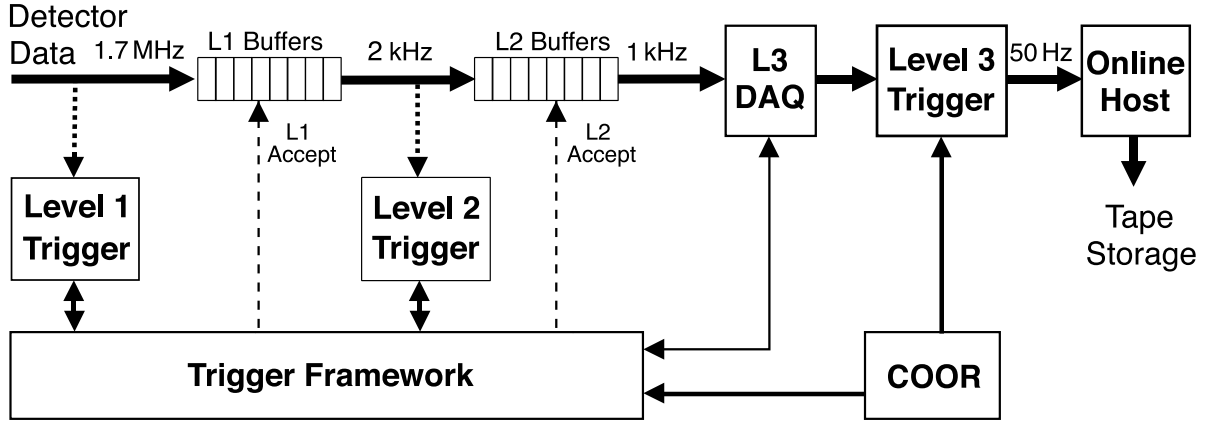 Detector
Data
1.7 MHz
L1 Buffers
2 kHz
L2 Buffers
1 kHz
L3
DAQ
Level 3
Trigger
50 Hz
Online
Host
L1
Accept
L2
Accept
Level 1
Trigger
Level 2
Trigger
Tape
Storage
Trigger Framework
COOR